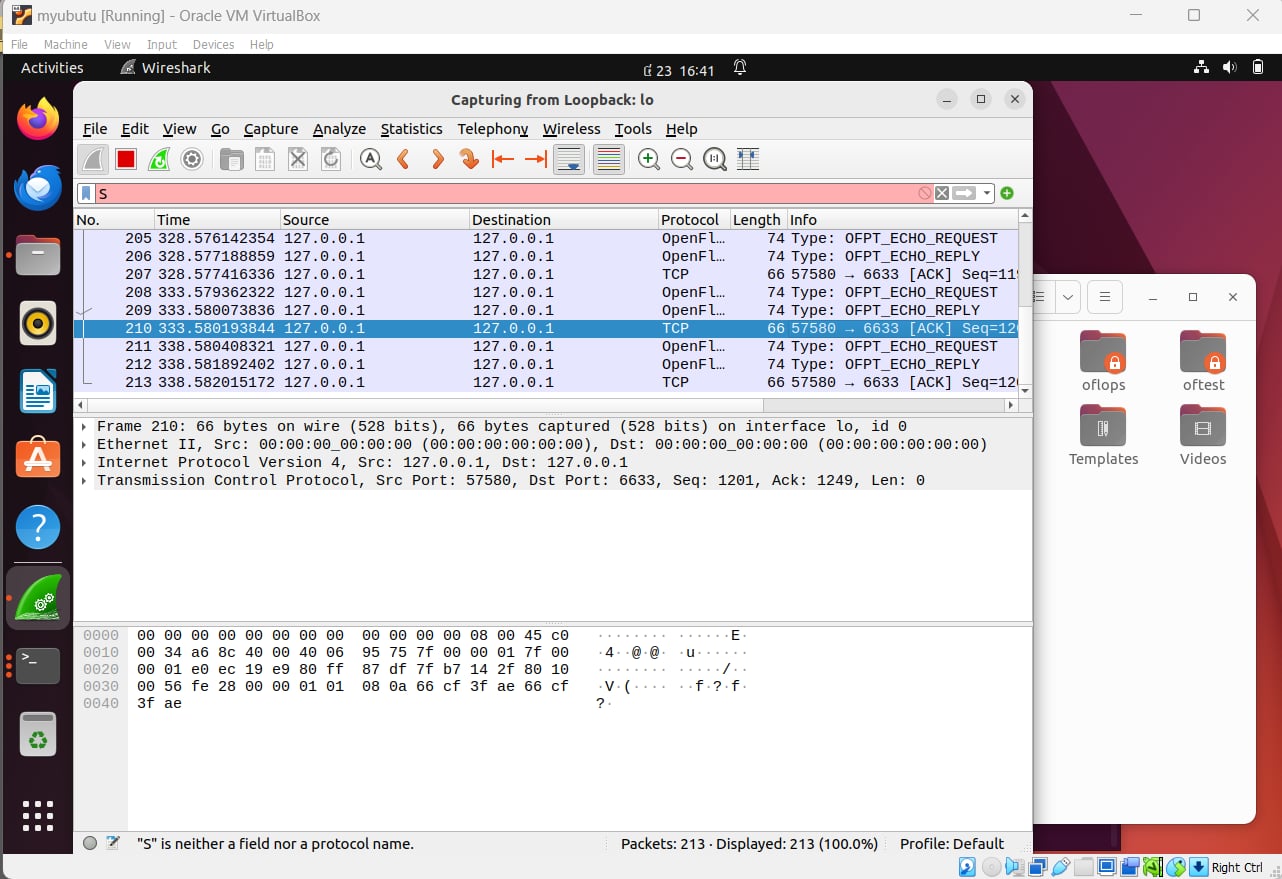 myubutu [Running] - Oracle VM VirtualBox
File Machine View Input Devices Help
Activities Wireshark 23 16:41
Capturing from Loopback: lo
File Edit View Go Capture Analyze Statistics Telephony Wireless Tools Help
S
No. Time Source Destination Protocol Length Info
205 328.576142354 127.0.0.1 127.0.0.1 OpenFl… 74 Type: OFPT_ECHO_REQUEST
206 328.577188859 127.0.0.1 127.0.0.1 OpenFl… 74 Type: OFPT_ECHO_REPLY
207 328.577416336 127.0.0.1 127.0.0.1 TCP 66 57580 → 6633 [ACK] Seq=119
208 333.579362322 127.0.0.1 127.0.0.1 OpenFl… 74 Type: OFPT_ECHO_REQUEST
209 333.580073836 127.0.0.1 127.0.0.1 OpenFl… 74 Type: OFPT_ECHO_REPLY
210 333.580193844 127.0.0.1 127.0.0.1 TCP 66 57580 → 6633 [ACK] Seq=120
211 338.580408321 127.0.0.1 127.0.0.1 OpenFl… 74 Type: OFPT_ECHO_REQUEST
212 338.581892402 127.0.0.1 127.0.0.1 OpenFl… 74 Type: OFPT_ECHO_REPLY
213 338.582015172 127.0.0.1 127.0.0.1 TCP 66 57580 → 6633 [ACK] Seq=120
Frame 210: 66 bytes on wire (528 bits), 66 bytes captured (528 bits) on interface lo, id 0
Ethernet II, Src: 00:00:00_00:00:00 (00:00:00:00:00:00), Dst: 00:00:00_00:00:00 (00:00:00:00:00:00)
Internet Protocol Version 4, Src: 127.0.0.1, Dst: 127.0.0.1
Transmission Control Protocol, Src Port: 57580, Dst Port: 6633, Seq: 1201, Ack: 1249, Len: 0
0000 00 00 00 00 00 00 00 00 00 00 00 00 08 00 45 c0 ········ ······E·
0010 00 34 a6 8c 40 00 40 06 95 75 7f 00 00 01 7f 00 ·4··@·@· ·u······
0020 00 01 e0 ec 19 e9 80 ff 87 df 7f b7 14 2f 80 10 ········ ·····/··
0030 00 56 fe 28 00 00 01 01 08 0a 66 cf 3f ae 66 cf ·V·(···· ··f·?·f·
0040 3f ae ?·
"S" is neither a field nor a protocol name. Packets: 213 · Displayed: 213 (100.0%) Profile: Default
oflops oftest
Templates Videos
Right Ctrl